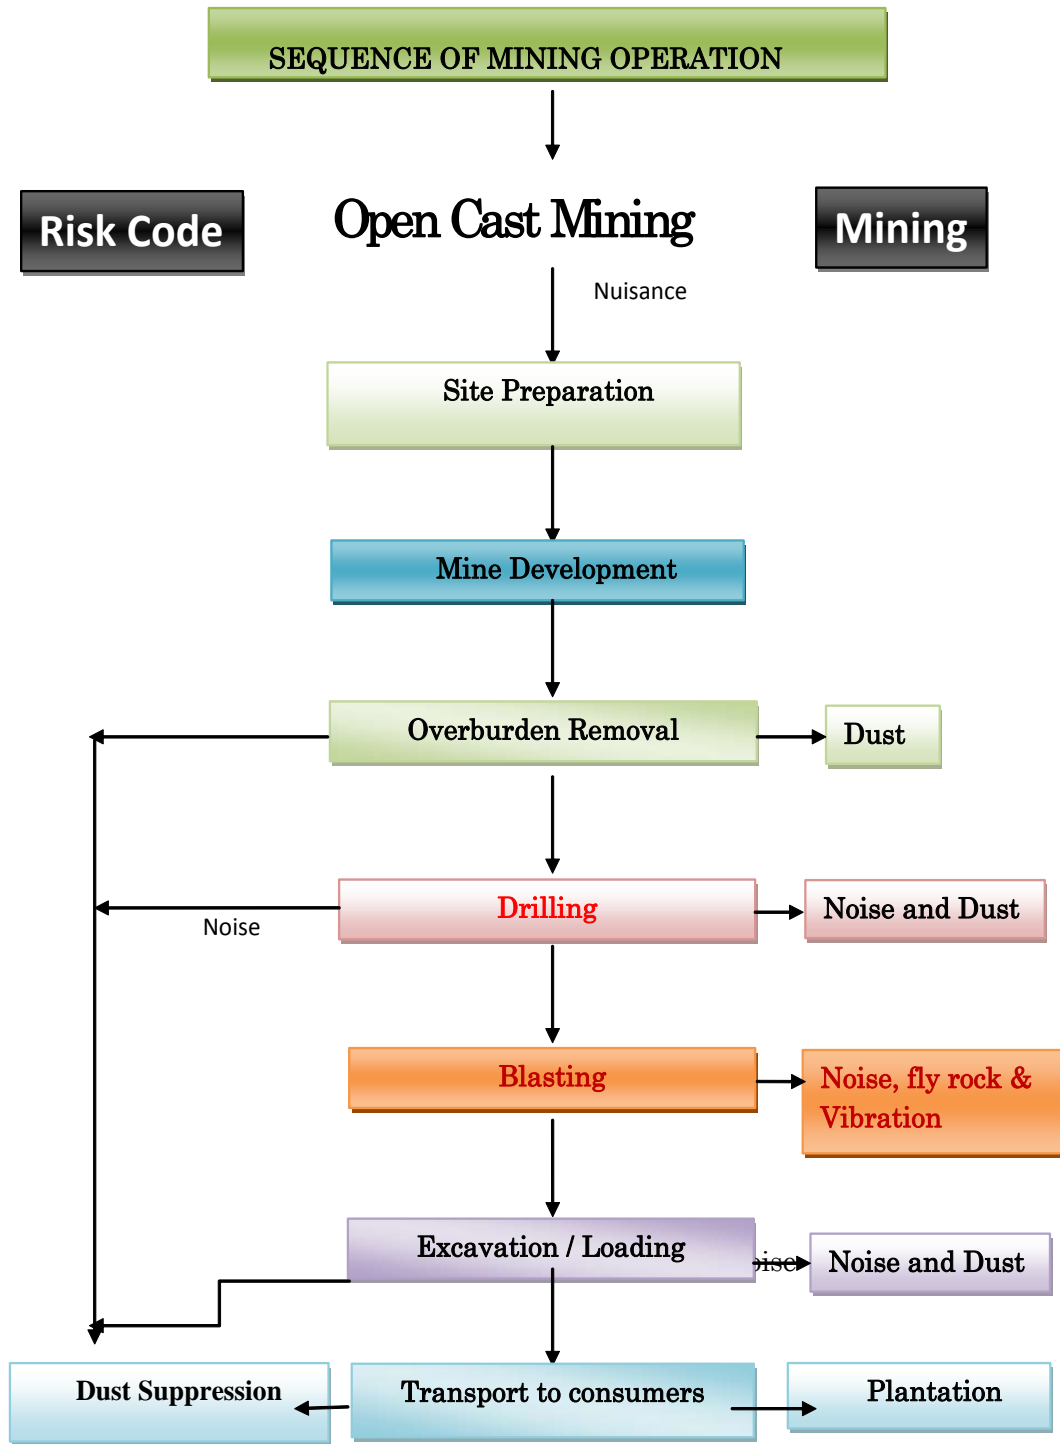 SEQUENCE OF MINING OPERATION
Risk Code
Open Cast Mining
Mining
Nuisance
Site Preparation
Mine Development
Overburden Removal
Dust
Drilling
Noise and Dust
Noise
Blasting
Noise, fly rock &
Vibration
Excavation / Loading
Noise and Dust
Dust Suppression
Transport to consumers
Plantation